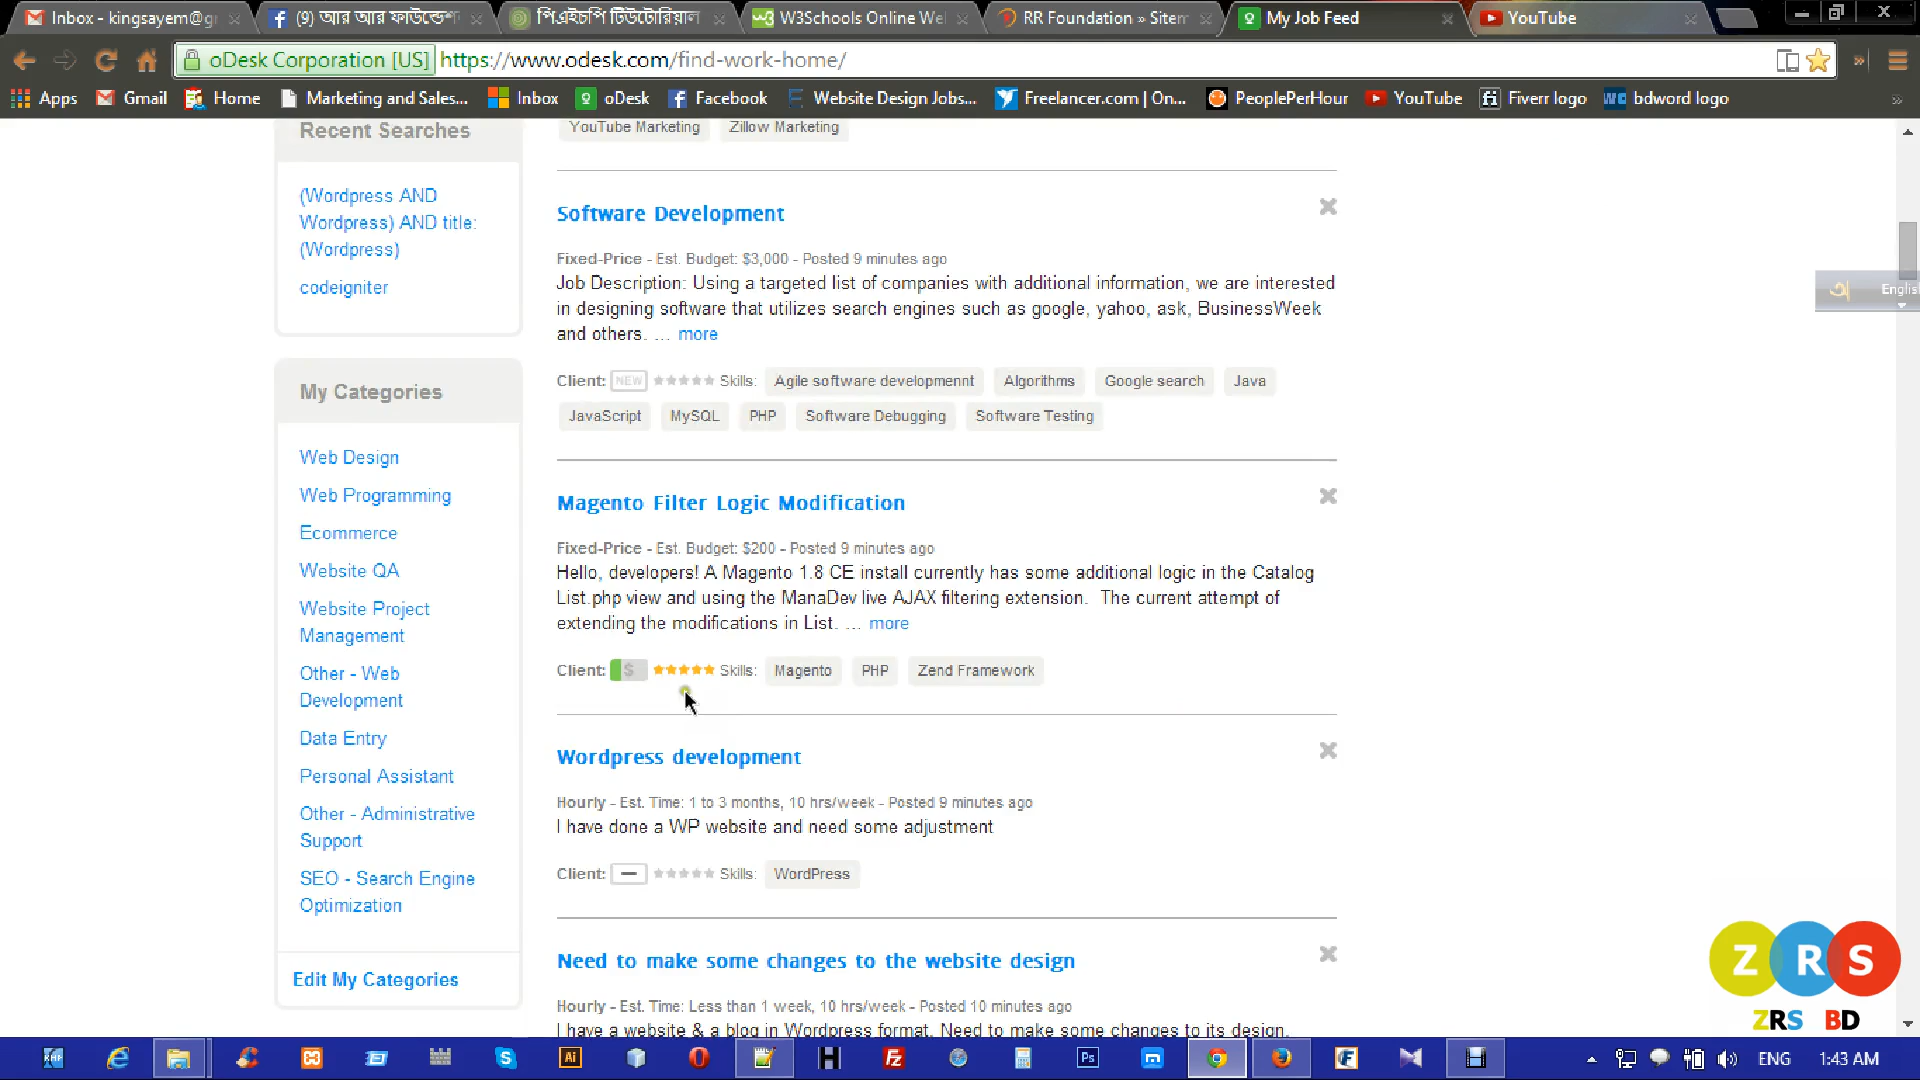 Inbox - kingsayem@g
(9) আর আর ফাউন্ডেশ
পিএইচপি টিউটোরিয়াল
W3Schools Online Wel
RR Foundation » Sitem
My Job Feed
YouTube
oDesk Corporation [US]
https://www.odesk.com/find-work-home/
Apps
Gmail
Home
Marketing and Sales...
Inbox
oDesk
Facebook
Website Design Jobs...
Freelancer.com | On...
PeoplePerHour
YouTube
Fiverr logo
bdword logo
Recent Searches
(Wordpress AND
Wordpress) AND title:
(Wordpress)
codeigniter
My Categories
Web Design
Web Programming
Ecommerce
Website QA
Website Project
Management
Other - Web
Development
Data Entry
Personal Assistant
Other - Administrative
Support
SEO - Search Engine
Optimization
Edit My Categories
YouTube Marketing Zillow Marketing
Software Development
Fixed-Price - Est. Budget: $3,000 - Posted 9 minutes ago
Job Description: Using a targeted list of companies with additional information, we are interested
in designing software that utilizes search engines such as google, yahoo, ask, BusinessWeek
and others. ... more
Client: NEW Skills: Agile software developmennt Algorithms Google search Java
JavaScript MySQL PHP Software Debugging Software Testing
Magento Filter Logic Modification
Fixed-Price - Est. Budget: $200 - Posted 9 minutes ago
Hello, developers! A Magento 1.8 CE install currently has some additional logic in the Catalog
List.php view and using the ManaDev live AJAX filtering extension. The current attempt of
extending the modifications in List. ... more
Client: $ Skills: Magento PHP Zend Framework
Wordpress development
Hourly - Est. Time: 1 to 3 months, 10 hrs/week - Posted 9 minutes ago
I have done a WP website and need some adjustment
Client: Skills: WordPress
Need to make some changes to the website design
Hourly - Est. Time: Less than 1 week, 10 hrs/week - Posted 10 minutes ago
I have a website & a blog in Wordpress format. Need to make some changes to its design.
অ English
Z R S
ZRS BD
ENG 1:43 AM